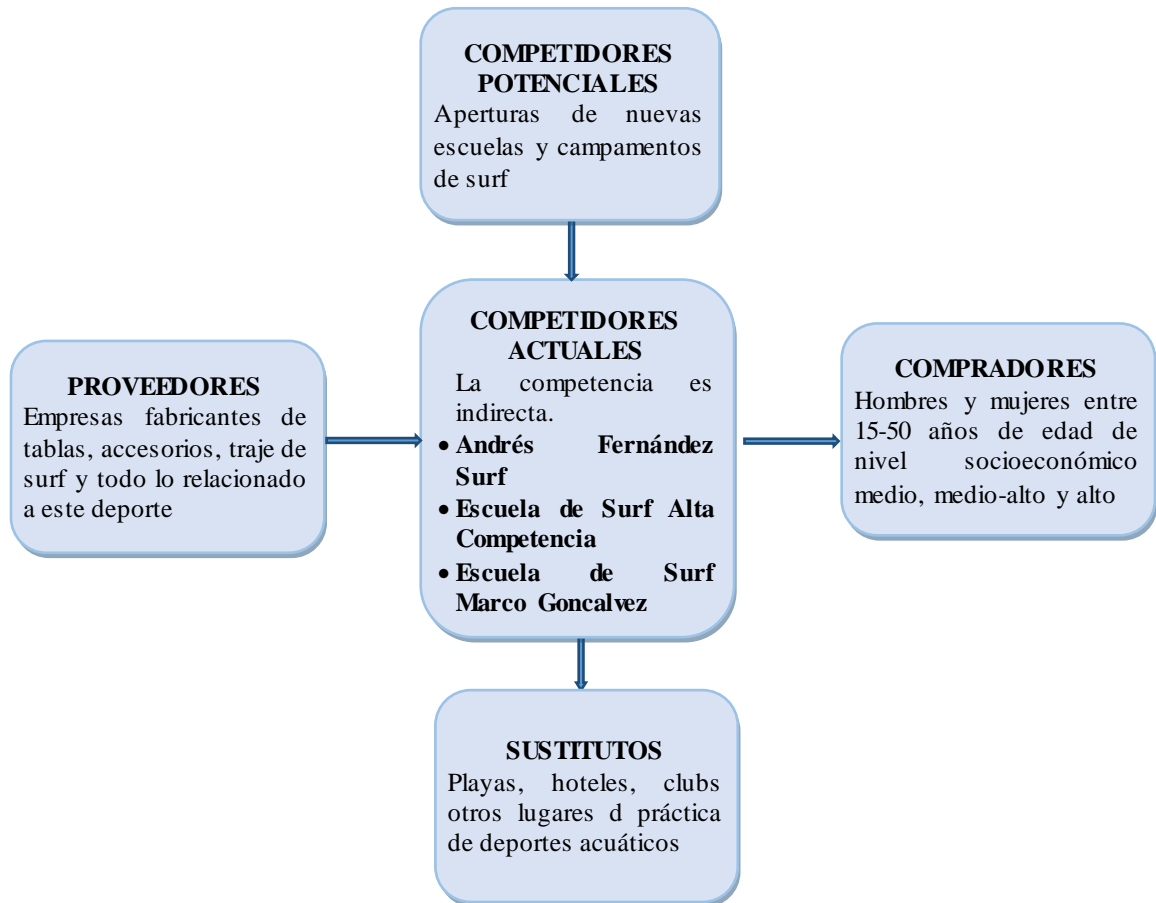 COMPETIDORES
POTENCIALES
Aperturas de nuevas
escuelas y campamentos
de surf
PROVEEDORES
Empresas fabricantes de
tablas, accesorios, traje de
surf y todo lo relacionado
a este deporte
COMPETIDORES
ACTUALES
La competencia es
indirecta.
• Andrés Fernández
Surf
• Escuela de Surf Alta
Competencia
• Escuela de Surf
Marco Goncalvez
COMPRADORES
Hombres y mujeres entre
15-50 años de edad de
nivel socioeconómico
medio, medio-alto y alto
SUSTITUTOS
Playas, hoteles, clubs
otros lugares d práctica
de deportes acuáticos